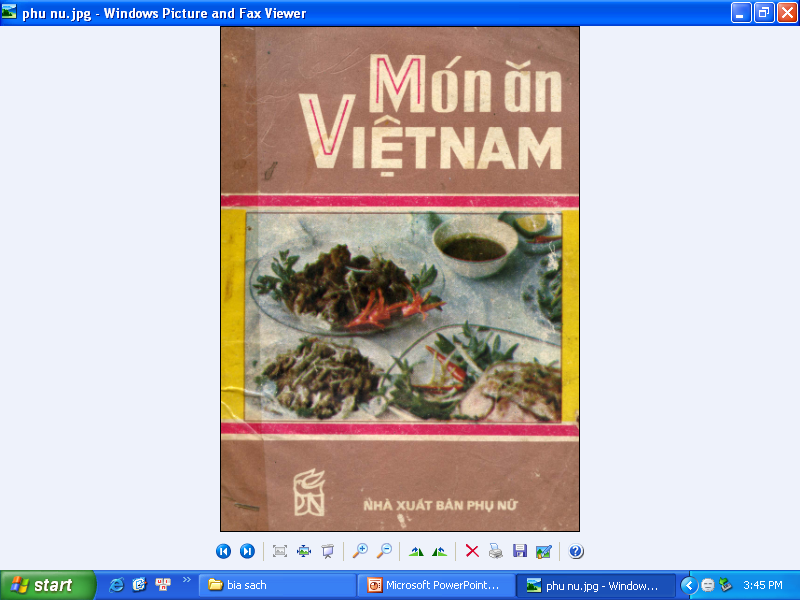 phu nu.jpg - Windows Picture and Fax Viewer
Món ăn
VIỆTNAM
NHÀ XUẤT BẢN PHỤ NỮ
start
bia sach
Microsoft PowerPoint...
phu nu.jpg - Window...
3:45 PM